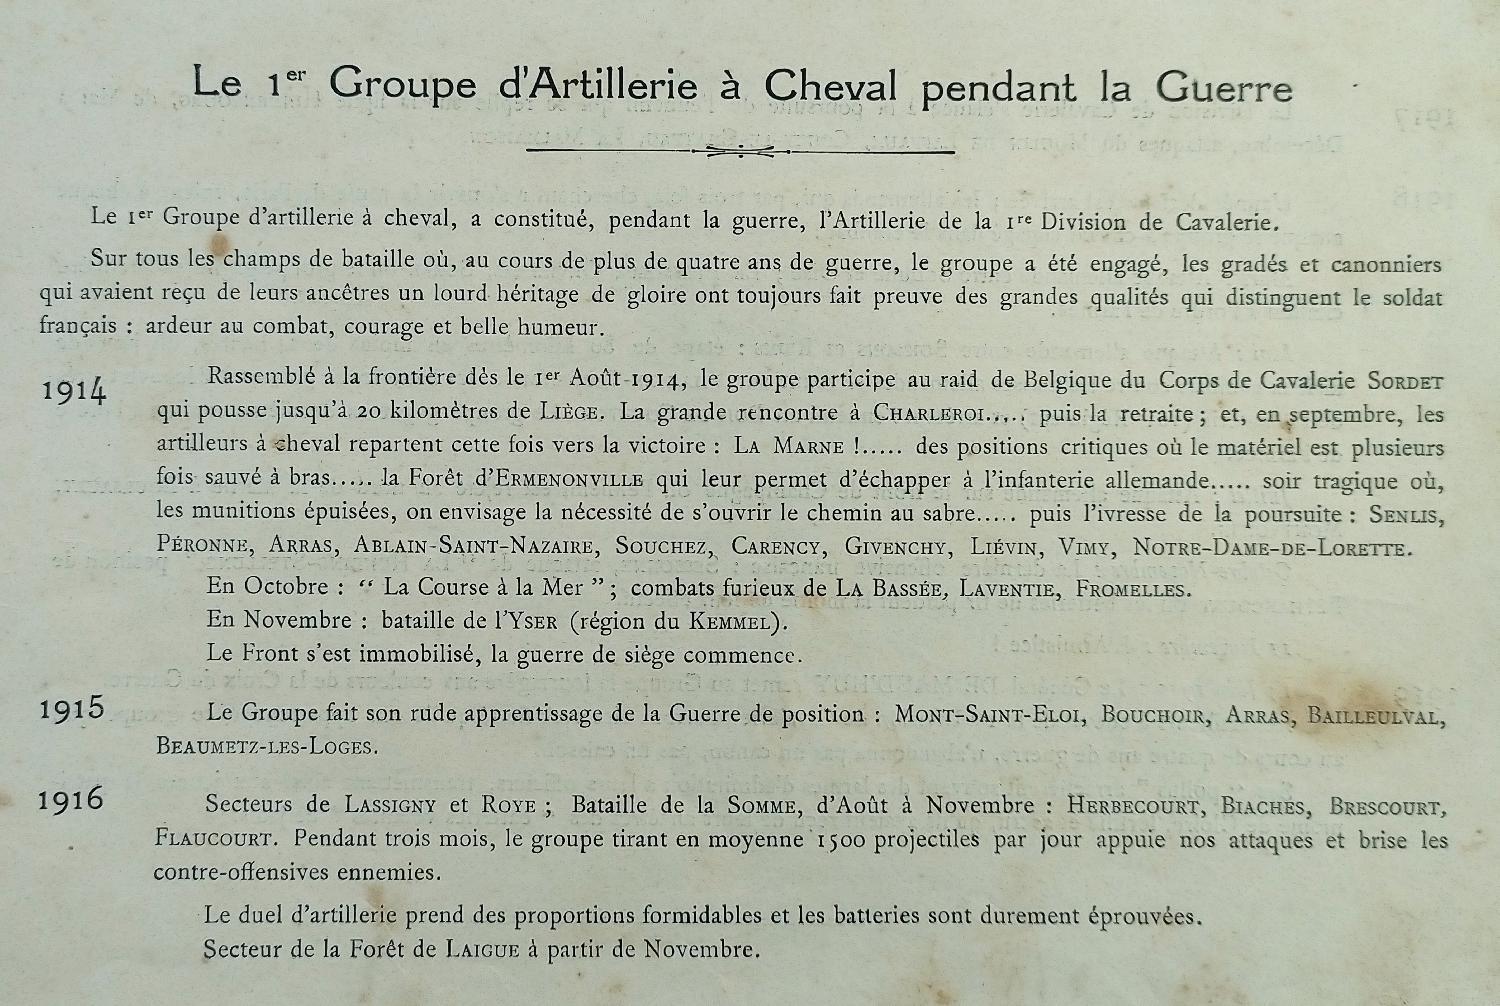 Le 1er Groupe d'Artillerie à Cheval pendant la Guerre
Le 1er Groupe d'artillerie à cheval, a constitué, pendant la guerre, l'Artillerie de la 1re Division de Cavalerie.
Sur tous les champs de bataille où, au cours de plus de quatre ans de guerre, le groupe a été engagé, les gradés et canonniers
qui avaient reçu de leurs ancêtres un lourd héritage de gloire ont toujours fait preuve des grandes qualités qui distinguent le soldat
français : ardeur au combat, courage et belle humeur.
1914 Rassemblé à la frontière dès le 1er Août 1914, le groupe participe au raid de Belgique du Corps de Cavalerie SORDET
qui pousse jusqu'à 20 kilomètres de LIÈGE. La grande rencontre à CHARLEROI..... puis la retraite ; et, en septembre, les
artilleurs à cheval repartent cette fois vers la victoire : LA MARNE !..... des positions critiques où le matériel est plusieurs
fois sauvé à bras..... la Forêt d'ERMENONVILLE qui leur permet d'échapper à l'infanterie allemande..... soir tragique où,
les munitions épuisées, on envisage la nécessité de s'ouvrir le chemin au sabre..... puis l'ivresse de la poursuite : SENLIS,
PÉRONNE, ARRAS, ABLAIN-SAINT-NAZAIRE, SOUCHEZ, CARENCY, GIVENCHY, LIÉVIN, VIMY, NOTRE-DAME-DE-LORETTE.
En Octobre : “ La Course à la Mer ” ; combats furieux de LA BASSÉE, LAVENTIE, FROMELLES.
En Novembre : bataille de l'YSER (région du KEMMEL).
Le Front s'est immobilisé, la guerre de siège commence.
1915 Le Groupe fait son rude apprentissage de la Guerre de position : MONT-SAINT-ELOI, BOUCHOIR, ARRAS, BAILLEULVAL,
BEAUMETZ-LES-LOGES.
1916 Secteurs de LASSIGNY et ROYE ; Bataille de la SOMME, d'Août à Novembre : HERBECOURT, BIACHES, BRESCOURT,
FLAUCOURT. Pendant trois mois, le groupe tirant en moyenne 1500 projectiles par jour appuie nos attaques et brise les
contre-offensives ennemies.
Le duel d'artillerie prend des proportions formidables et les batteries sont durement éprouvées.
Secteur de la Forêt de LAIGUE à partir de Novembre.